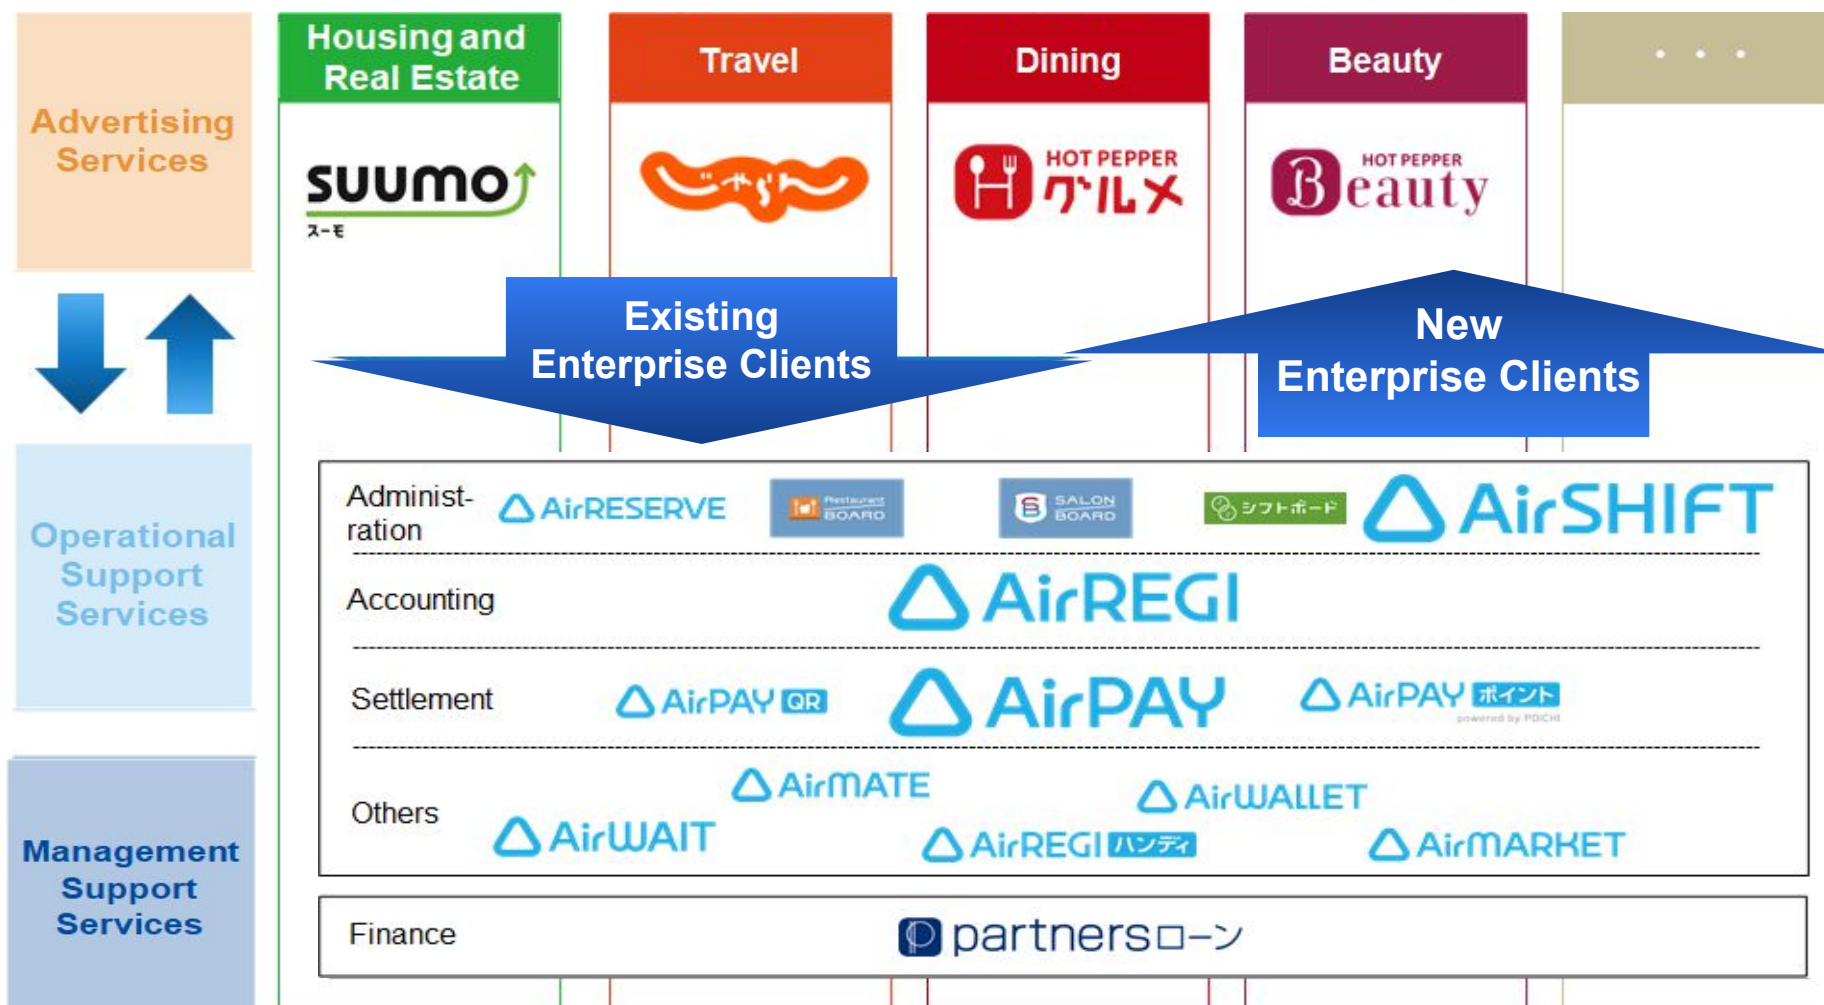 Housing and
Real Estate
Travel
Dining
Beauty
. . .
Advertising
Services
suumo
スーモ
じゃらん
HOT PEPPER
グルメ
HOT PEPPER
Beauty
Existing
Enterprise Clients
New
Enterprise Clients
Operational
Support
Services
Administ-
ration
AirRESERVE
Restaurant
BOARD
SALON
BOARD
シフトボード
AirSHIFT
Accounting
AirREGI
Settlement
AirPAY QR
AirPAY
AirPAY ポイント
powered by POICHI
Others
AirMATE
AirWALLET
AirWAIT
AirREGI ハンディ
AirMARKET
Management
Support
Services
Finance
partnersローン